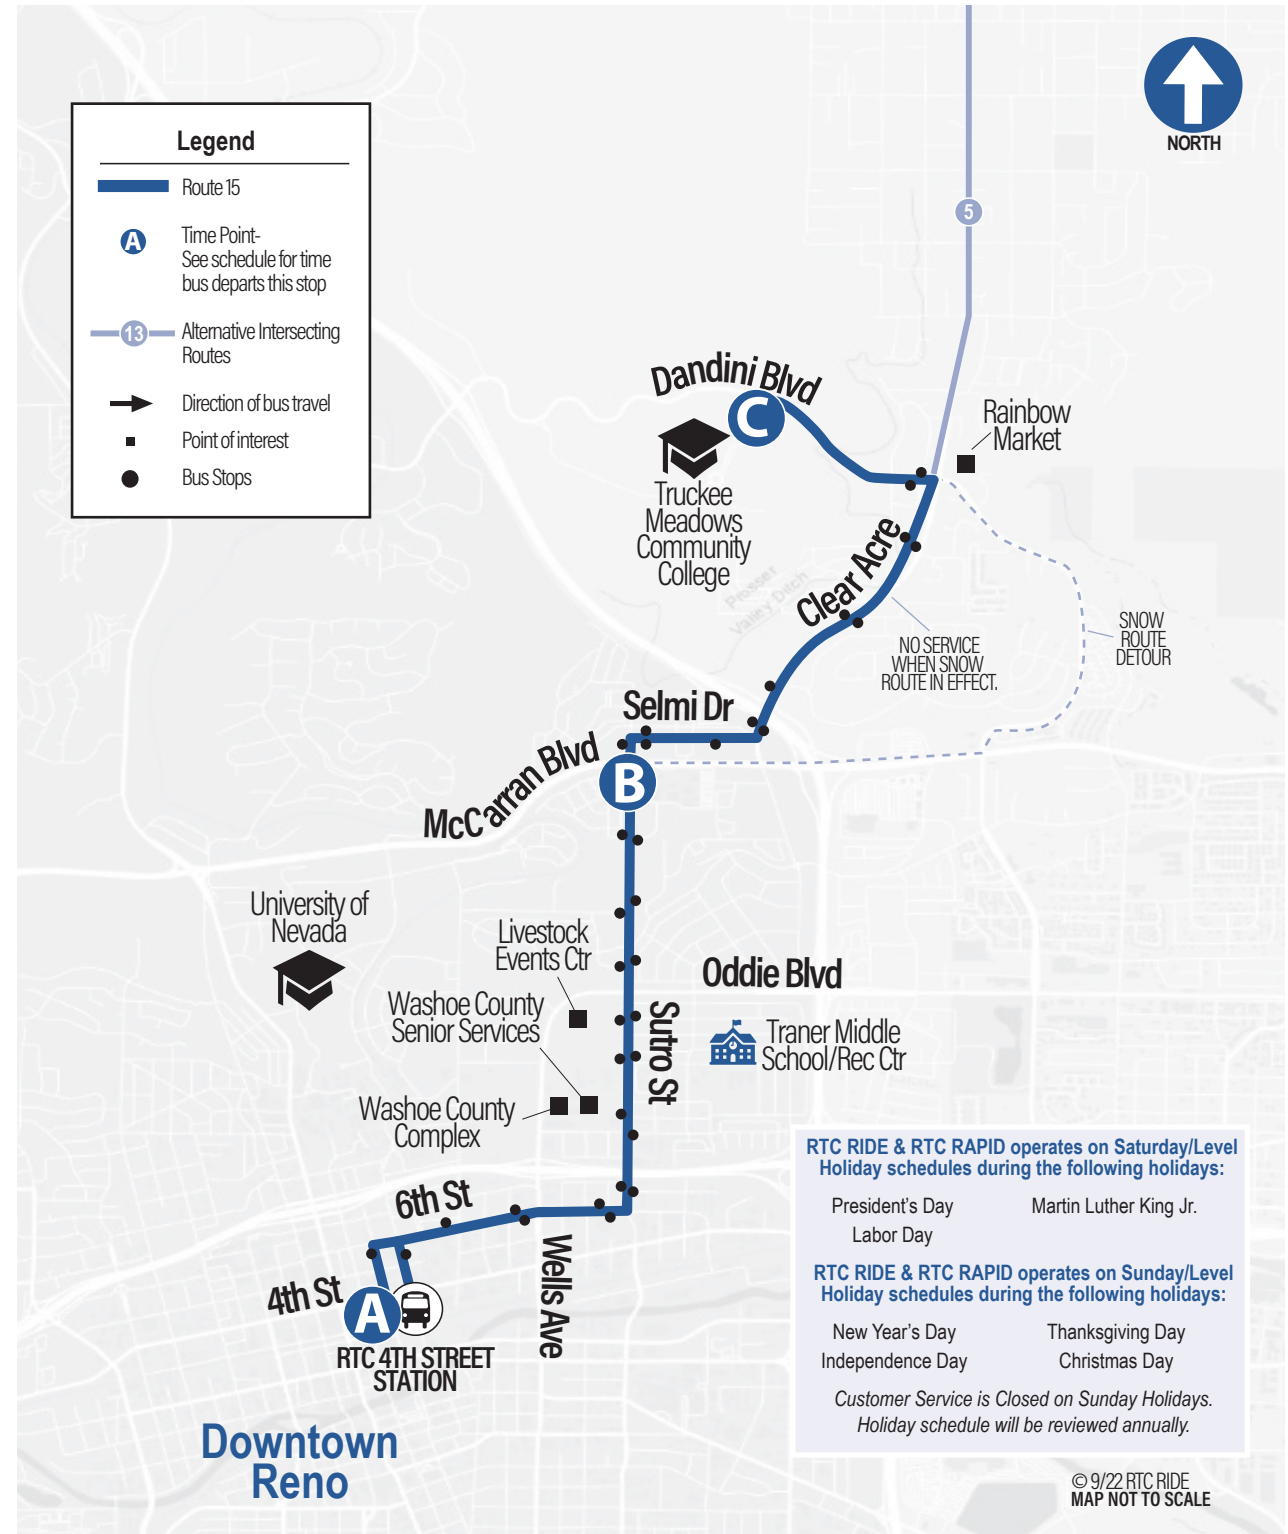 NORTH
Legend
Route 15
A
Time Point-
See schedule for time
bus departs this stop
13
Alternative Intersecting
Routes
Direction of bus travel
Point of interest
Bus Stops
5
Dandini Blvd
C
Rainbow
Market
Truckee
Meadows
Community
College
Clear Acre
Prosser
Valley Ditch
SNOW
ROUTE
DETOUR
NO SERVICE
WHEN SNOW
ROUTE IN EFFECT.
Selmi Dr
McCarran Blvd
B
University of
Nevada
Livestock
Events Ctr
Oddie Blvd
Washoe County
Senior Services
Sutro St
Traner Middle
School/Rec Ctr
Washoe County
Complex
6th St
Wells Ave
4th St
A
RTC 4TH STREET
STATION
Downtown
Reno
RTC RIDE & RTC RAPID operates on Saturday/Level
Holiday schedules during the following holidays:
President's Day
Martin Luther King Jr.
Labor Day
RTC RIDE & RTC RAPID operates on Sunday/Level
Holiday schedules during the following holidays:
New Year's Day
Thanksgiving Day
Independence Day
Christmas Day
Customer Service is Closed on Sunday Holidays.
Holiday schedule will be reviewed annually.
© 9/22 RTC RIDE
MAP NOT TO SCALE